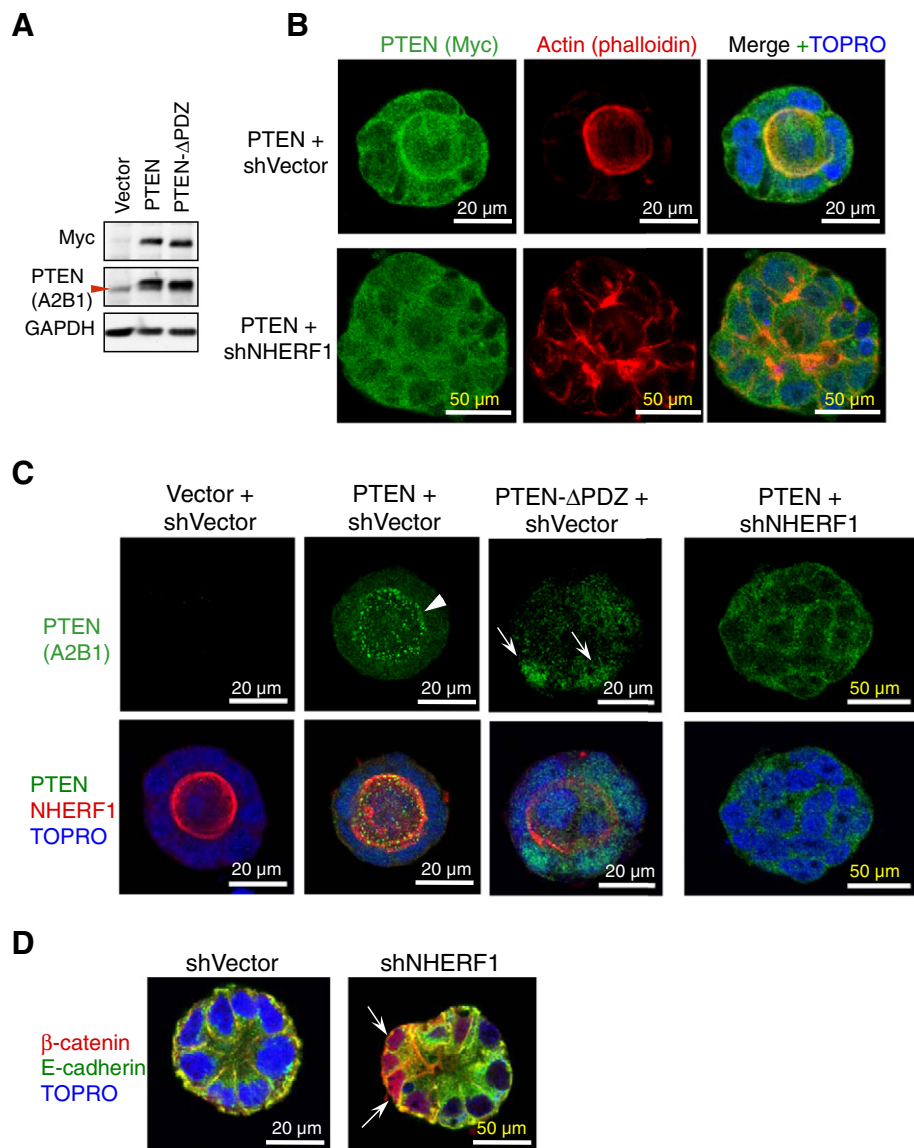 A
Vector
PTEN
PTEN-ΔPDZ
Myc
PTEN
(A2B1)
GAPDH
B
PTEN (Myc)
Actin (phalloidin)
Merge +TOPRO
PTEN +
shVector
20 µm
20 µm
20 µm
PTEN +
shNHERF1
50 µm
50 µm
50 µm
C
Vector +
shVector
PTEN +
shVector
PTEN-ΔPDZ +
shVector
PTEN +
shNHERF1
PTEN
(A2B1)
20 µm
20 µm
20 µm
50 µm
PTEN
NHERF1
TOPRO
20 µm
20 µm
20 µm
50 µm
D
shVector
shNHERF1
β-catenin
E-cadherin
TOPRO
20 µm
50 µm